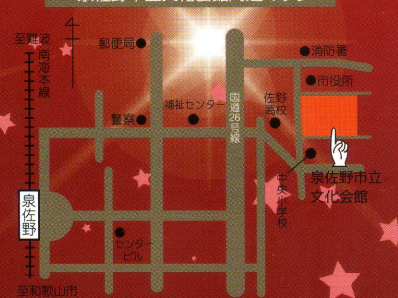 至難波
南海本線
郵便局
消防署
市役所
福祉センター
国道26号線
佐野高校
警察
泉佐野
中央小学校
泉佐野市立
文化会館
センター
ビル
至和歌山市